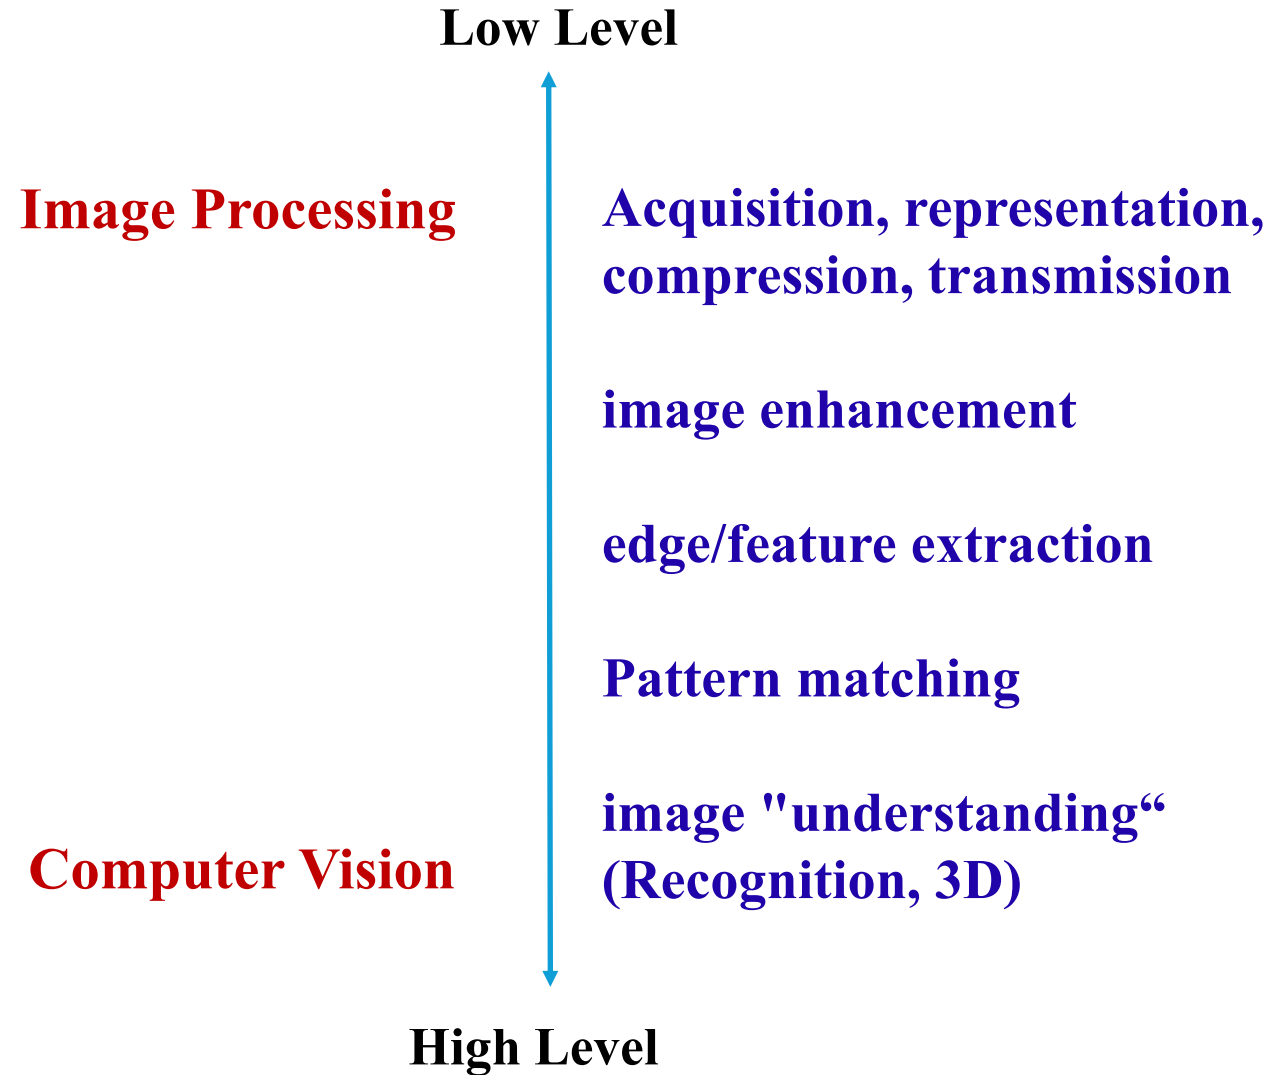 Low Level
Image Processing
Acquisition, representation,
compression, transmission
image enhancement
edge/feature extraction
Pattern matching
image "understanding“
Computer Vision
(Recognition, 3D)
High Level